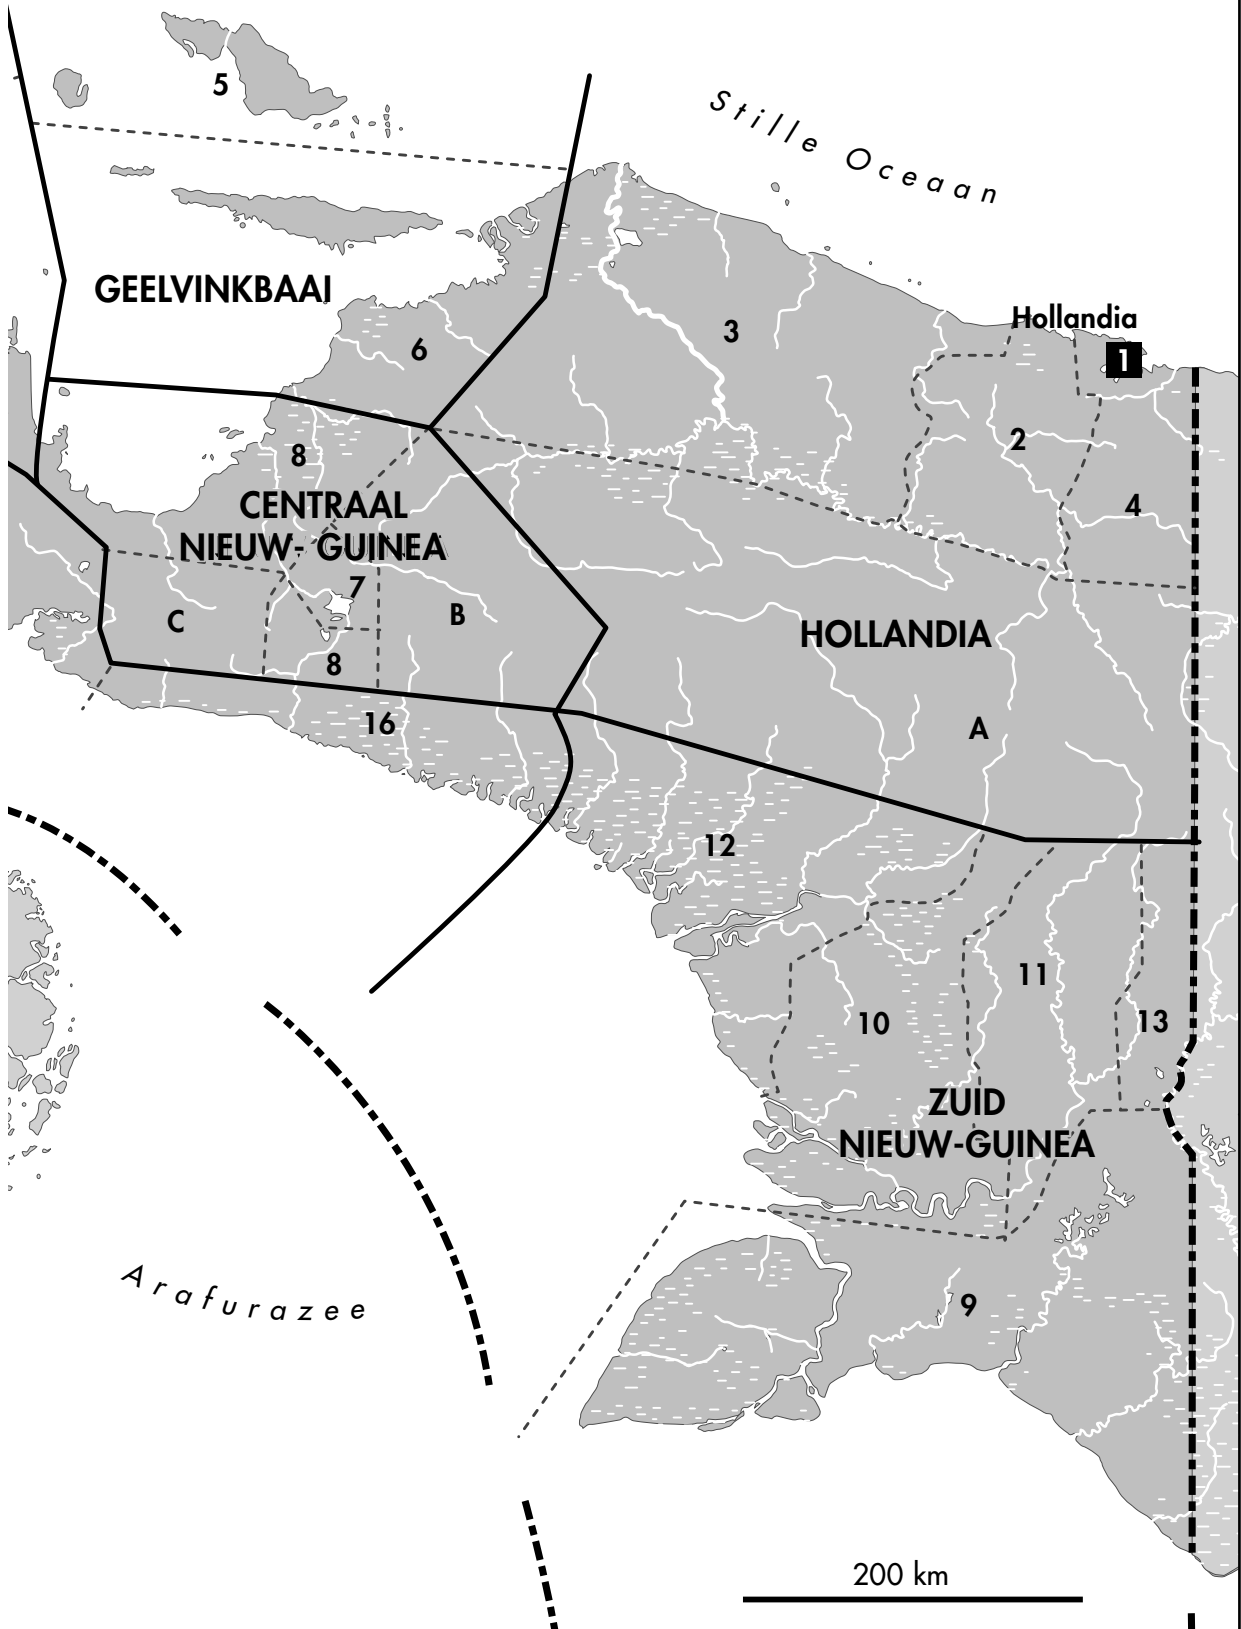 5
Stille Oceaan
GEELVINKBAAI
Hollandia
3
1
6
2
8
CENTRAAL
NIEUW- GUINEA
4
7
C
B
HOLLANDIA
8
16
A
12
11
10
13
ZUID
NIEUW-GUINEA
Arafurazee
9
200 km